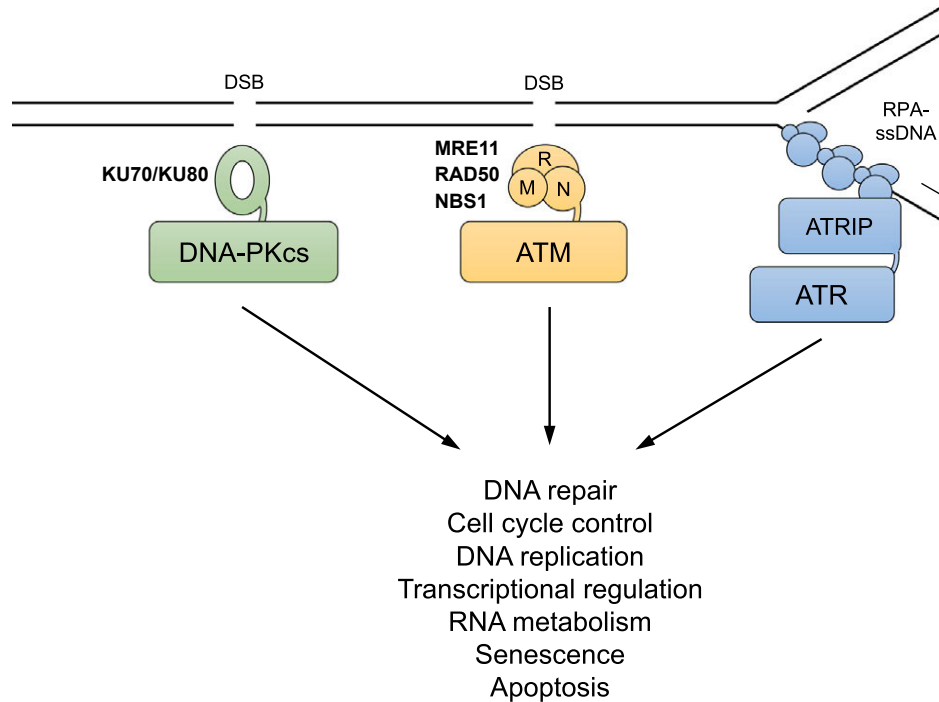 DSB
DSB
RPA-
ssDNA
KU70/KU80
MRE11
RAD50
NBS1
R
M
N
DNA-PKcs
ATM
ATRIP
ATR
DNA repair
Cell cycle control
DNA replication
Transcriptional regulation
RNA metabolism
Senescence
Apoptosis